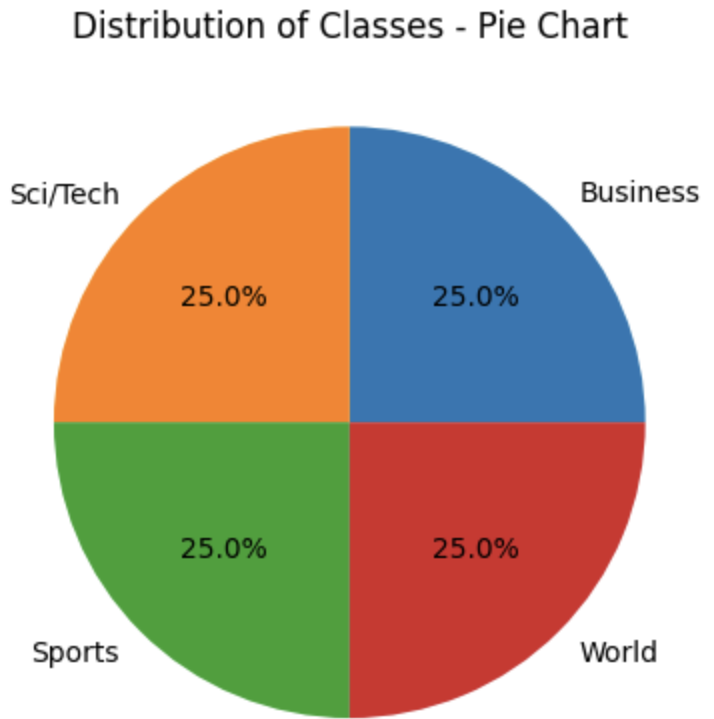 Distribution of Classes - Pie Chart
Sci/Tech
Business
25.0%
25.0%
25.0%
25.0%
Sports
World